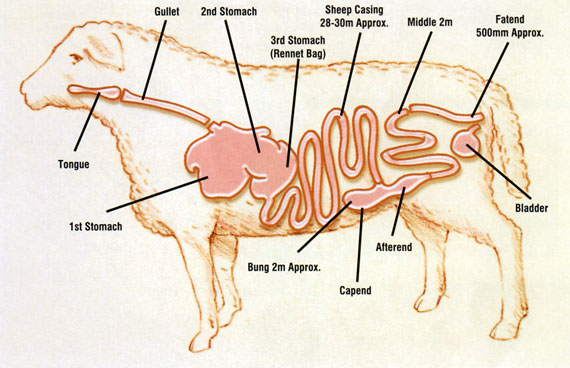 Gullet
2nd Stomach
Sheep Casing
28-30m Approx.
Middle 2m
Fatend
500mm Approx.
3rd Stomach
(Rennet Bag)
Tongue
1st Stomach
Bladder
Afterend
Bung 2m Approx.
Capend